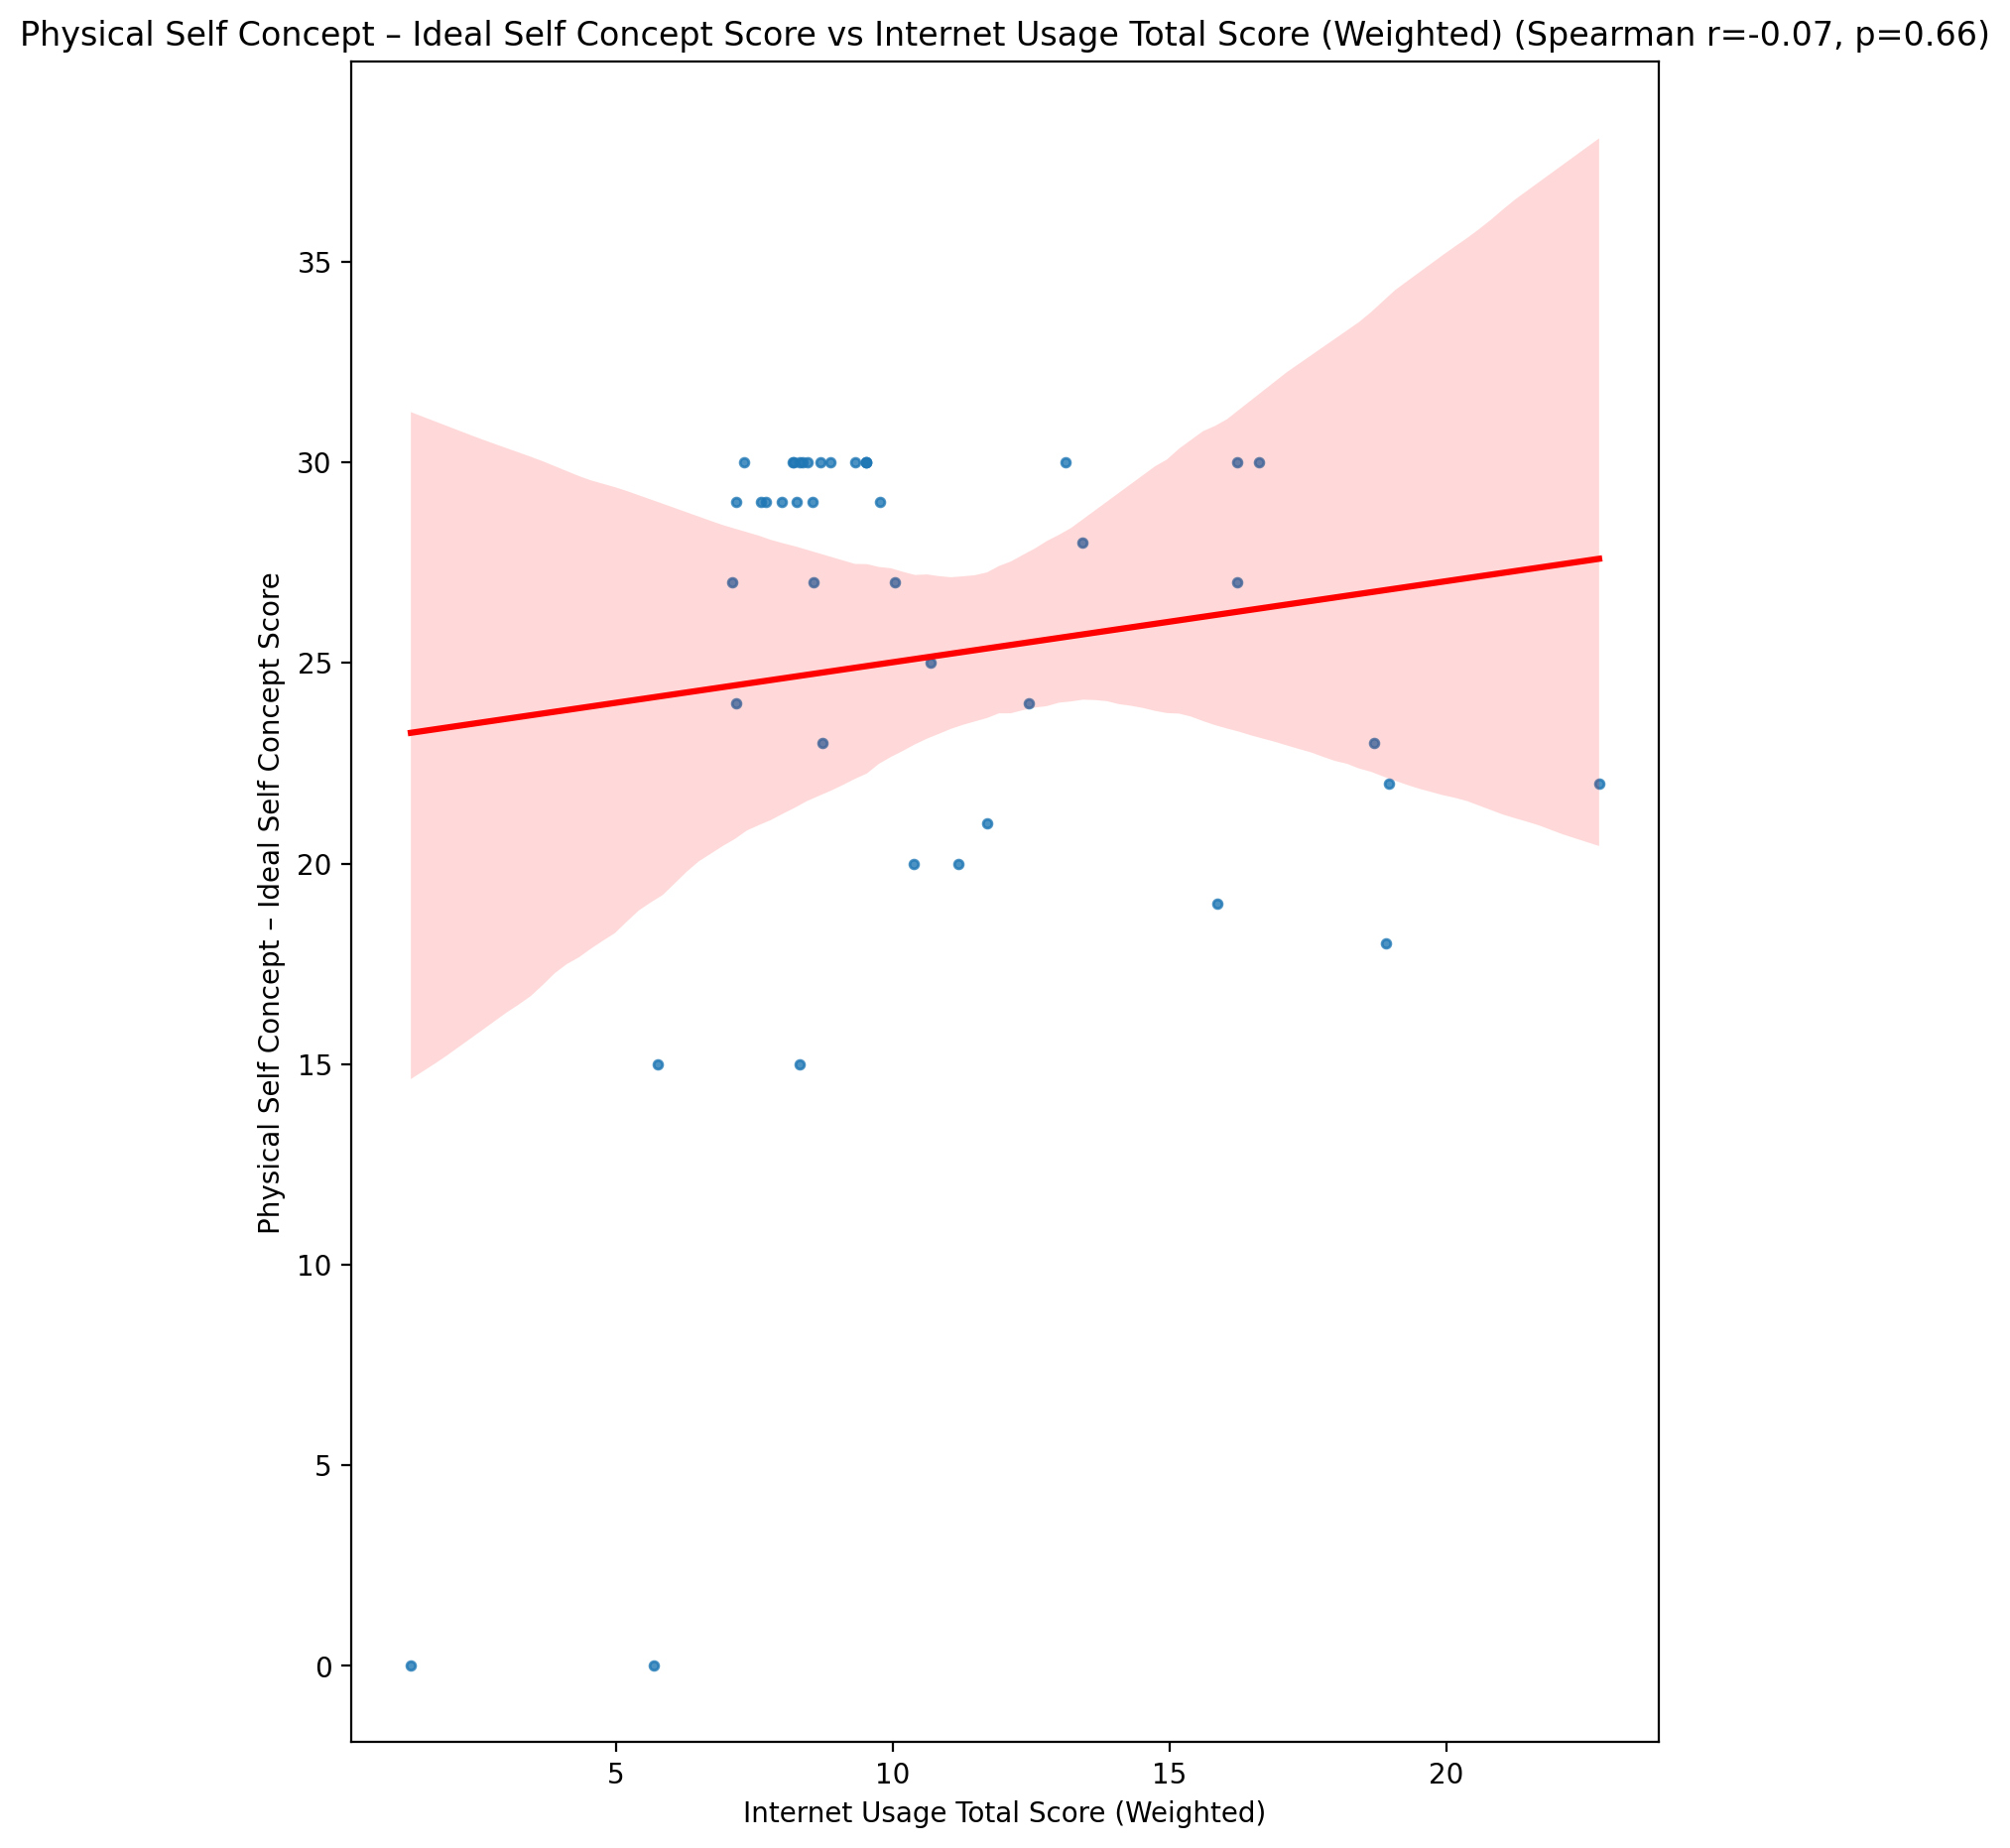 Physical Self Concept – Ideal Self Concept Score vs Internet Usage Total Score (Weighted) (Spearman r=-0.07, p=0.66)
Physical Self Concept – Ideal Self Concept Score
35
30
25
20
15
10
5
0
5 10 15 20
Internet Usage Total Score (Weighted)